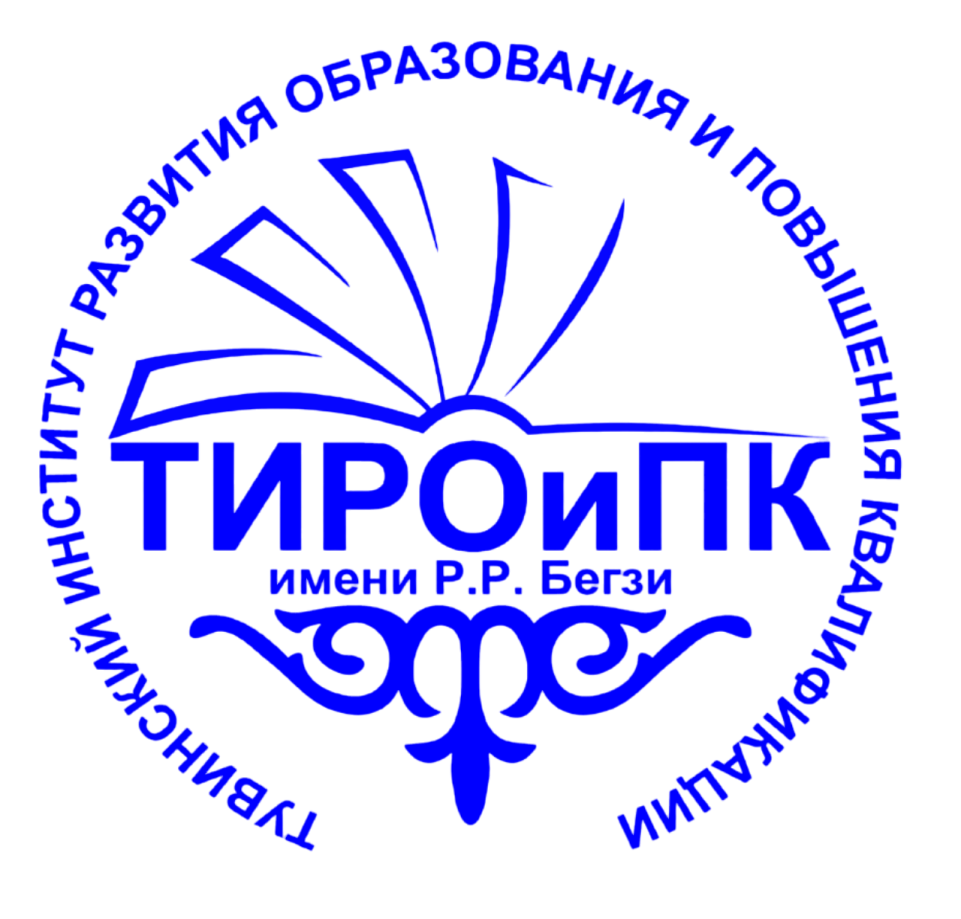 ТУВИНСКИЙ ИНСТИТУТ РАЗВИТИЯ ОБРАЗОВАНИЯ И ПОВЫШЕНИЯ КВАЛИФИКАЦИИ
ТИРОиПК
имени Р.Р. Бегзи